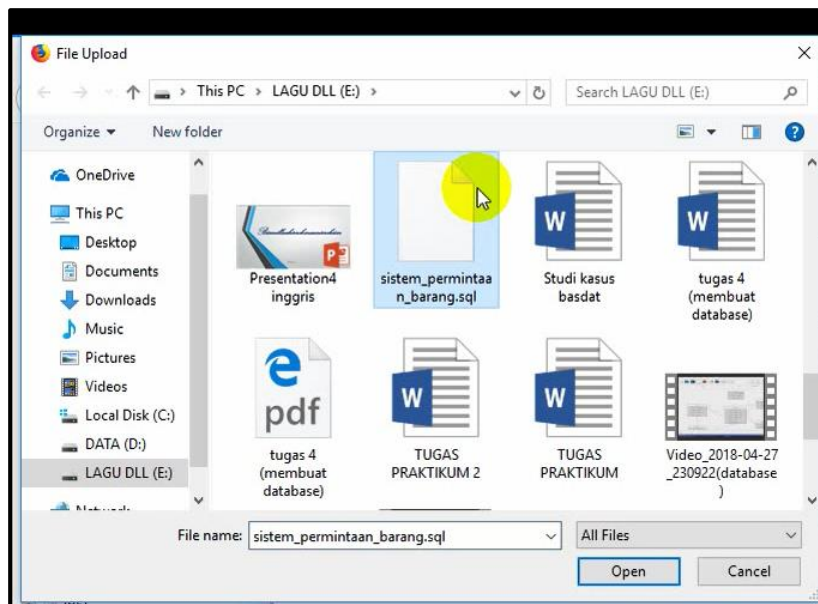 File Upload
This PC > LAGU DLL (E:) >
Search LAGU DLL (E:)
Organize
New folder
OneDrive
This PC
Desktop
Documents
Downloads
Music
Pictures
Videos
Local Disk (C:)
DATA (D:)
LAGU DLL (E:)
Network
Presentation4
inggris
sistem_permintaa
n_barang.sql
Studi kasus
basdat
tugas 4
(membuat
database)
pdf
tugas 4
(membuat
database)
TUGAS
PRAKTIKUM 2
TUGAS
PRAKTIKUM
Video_2018-04-27
_230922(database
)
File name:
sistem_permintaan_barang.sql
All Files
Open
Cancel